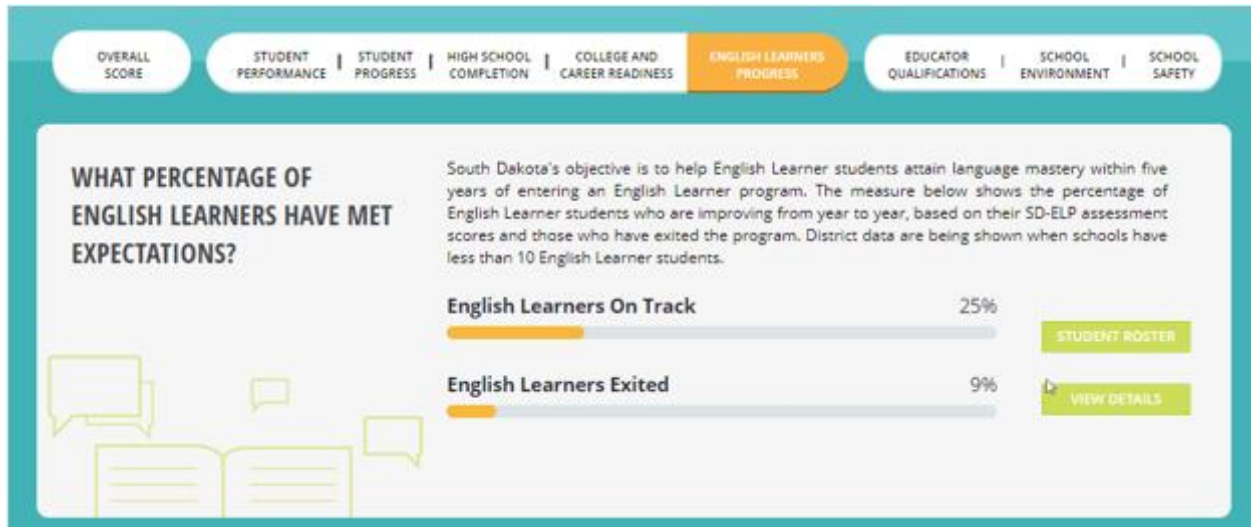 OVERALL SCORE
STUDENT PERFORMANCE | STUDENT PROGRESS | HIGH SCHOOL COMPLETION | COLLEGE AND CAREER READINESS
ENGLISH LEARNERS PROGRESS
EDUCATOR QUALIFICATIONS | SCHOOL ENVIRONMENT | SCHOOL SAFETY
WHAT PERCENTAGE OF
ENGLISH LEARNERS HAVE MET
EXPECTATIONS?
South Dakota's objective is to help English Learner students attain language mastery within five
years of entering an English Learner program. The measure below shows the percentage of
English Learner students who are improving from year to year, based on their SD-ELP assessment
scores and those who have exited the program. District data are being shown when schools have
less than 10 English Learner students.
English Learners On Track 25%
STUDENT ROSTER
English Learners Exited 9%
VIEW DETAILS